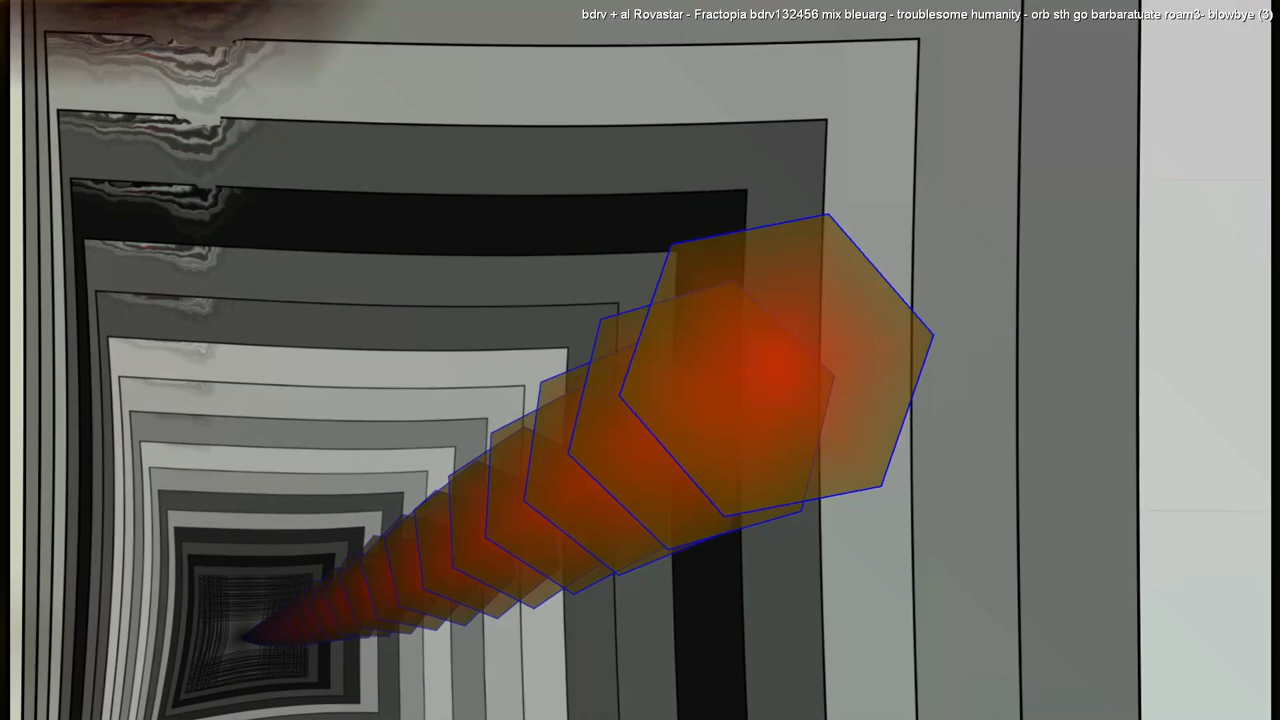 bdrv + al Rovastar - Fractopia bdrv132456 mix bleuarg - troublesome humanity - orb sth go barbaratuate roam3- blowbye (3)